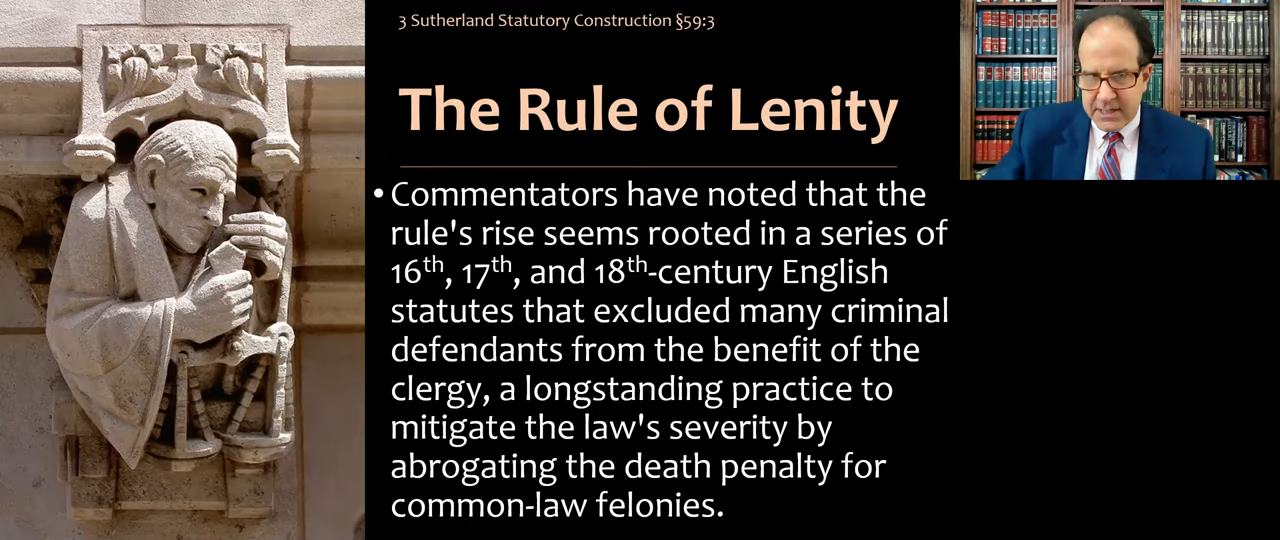 3 Sutherland Statutory Construction §59:3
The Rule of Lenity
• Commentators have noted that the
rule's rise seems rooted in a series of
16th, 17th, and 18th-century English
statutes that excluded many criminal
defendants from the benefit of the
clergy, a longstanding practice to
mitigate the law's severity by
abrogating the death penalty for
common-law felonies.